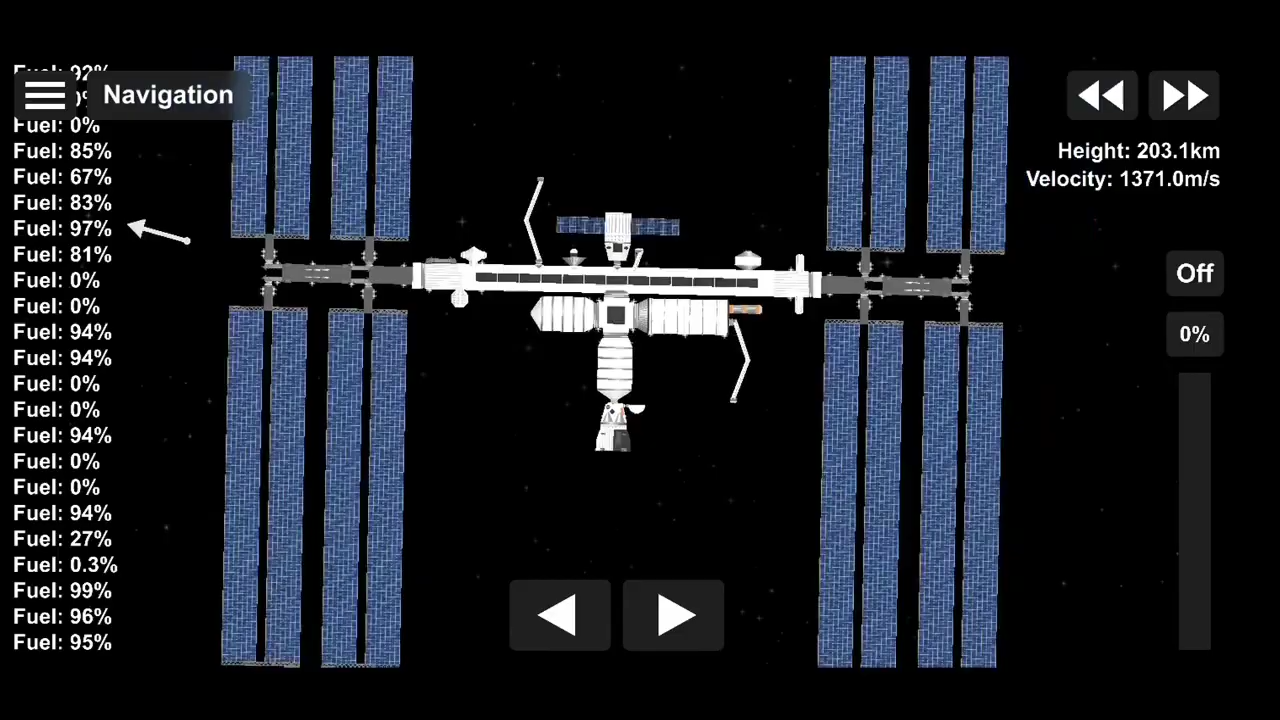 Fuel: 92%
Navigation
Fuel: 0%
Fuel: 85%
Fuel: 67%
Fuel: 83%
Fuel: 97%
Fuel: 81%
Fuel: 0%
Fuel: 0%
Fuel: 94%
Fuel: 94%
Fuel: 0%
Fuel: 0%
Fuel: 94%
Fuel: 0%
Fuel: 0%
Fuel: 94%
Fuel: 27%
Fuel: 0.3%
Fuel: 99%
Fuel: 96%
Fuel: 95%
Height: 203.1km
Velocity: 1371.0m/s
Off
0%